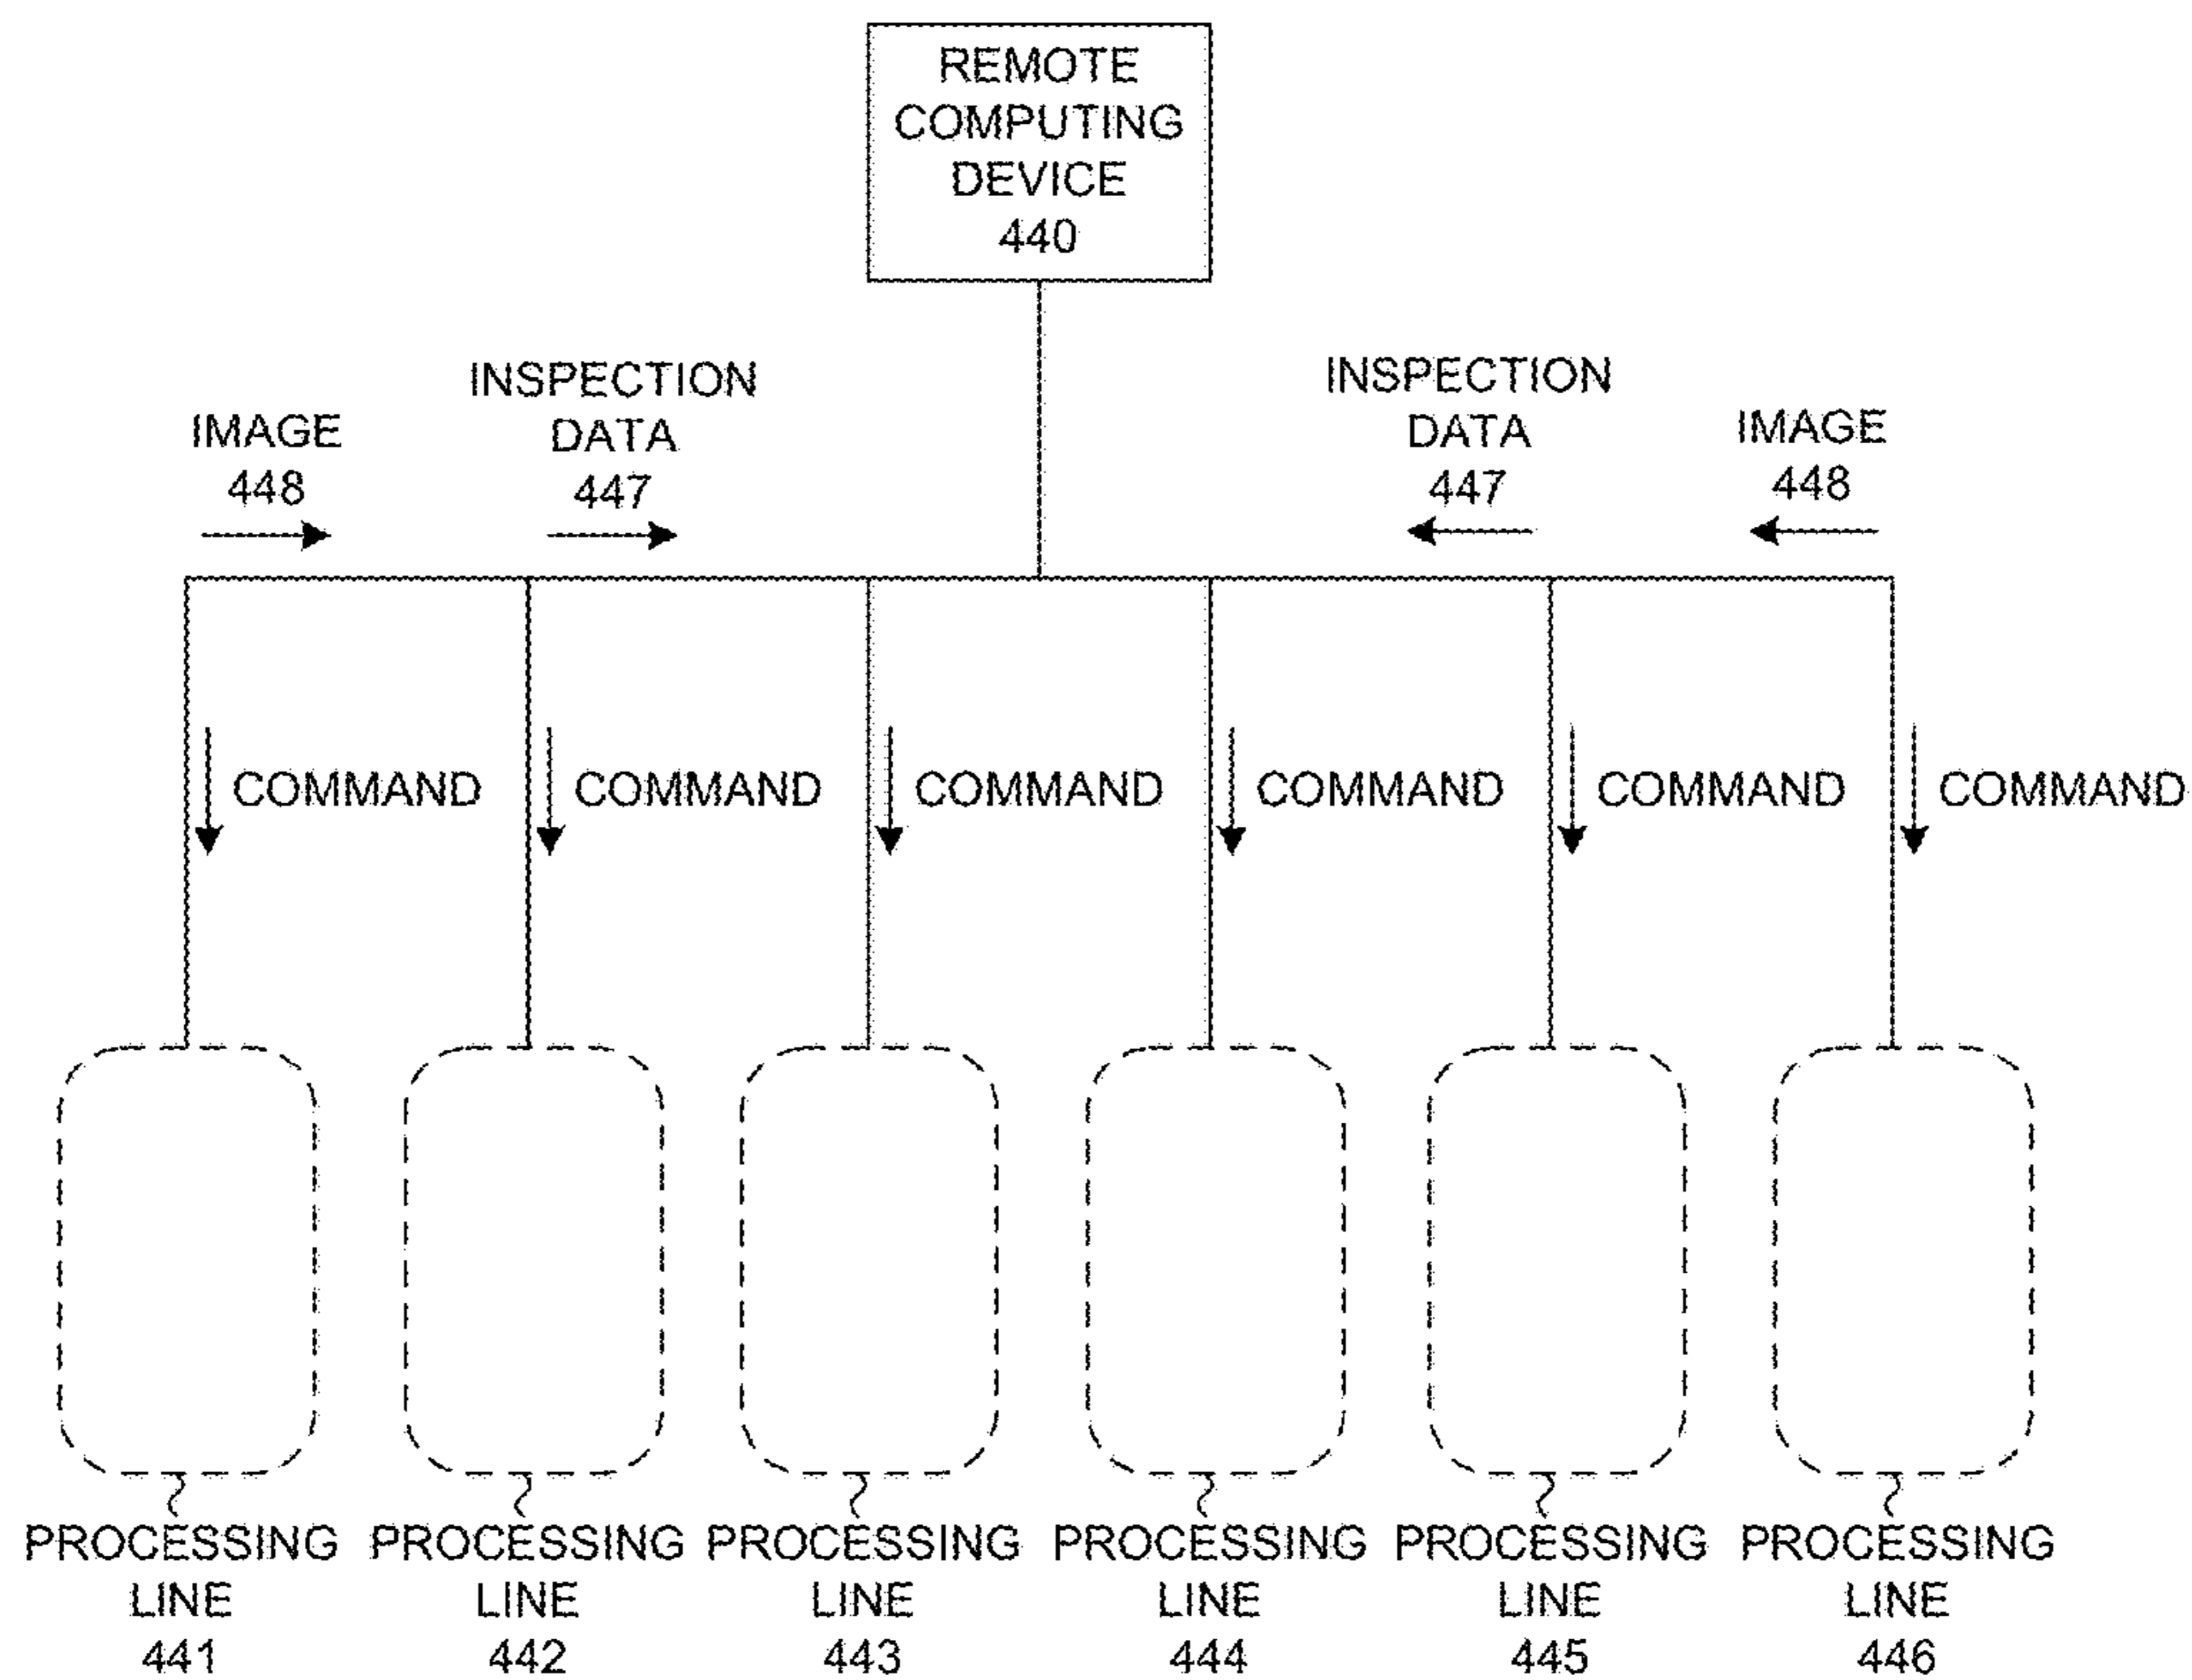 REMOTE
COMPUTING
DEVICE
440
IMAGE
448
INSPECTION
DATA
447
INSPECTION
DATA
447
IMAGE
448
COMMAND
COMMAND
COMMAND
COMMAND
COMMAND
COMMAND
PROCESSING
LINE
441
PROCESSING
LINE
442
PROCESSING
LINE
443
PROCESSING
LINE
444
PROCESSING
LINE
445
PROCESSING
LINE
446